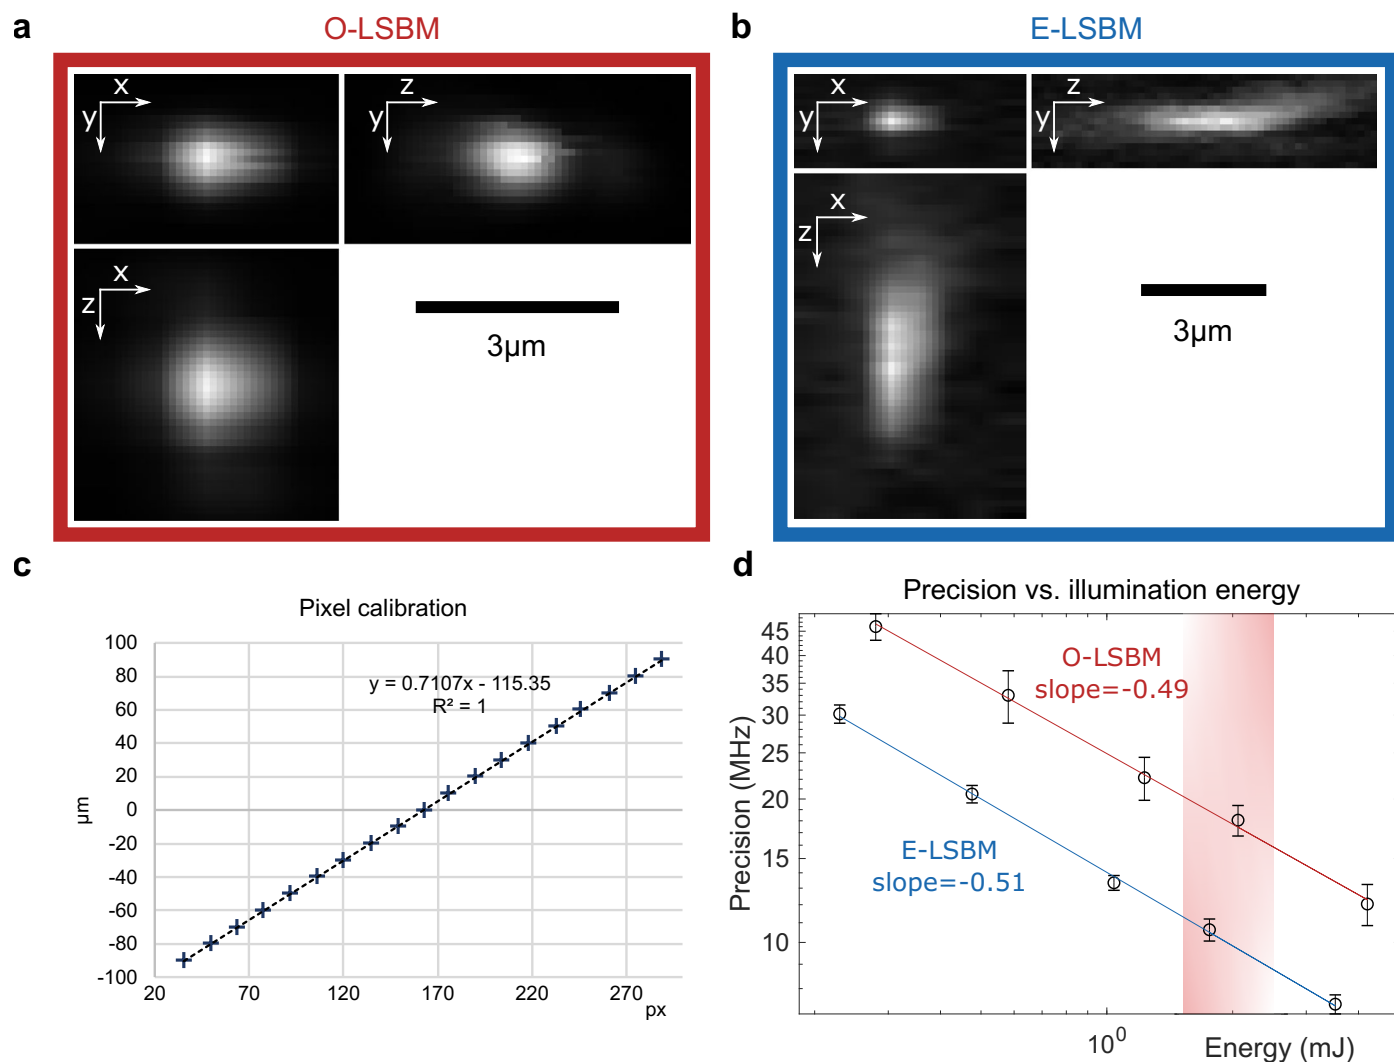 a
O-LSBM
b
E-LSBM
x
y
z
y
x
z
3µm
x
y
z
y
x
z
3µm
c
Pixel calibration
100
80
60
40
20
0
-20
-40
-60
-80
-100
µm
y = 0.7107x - 115.35
R² = 1
20
70
120
170
220
270
px
d
Precision vs. illumination energy
45
40
35
30
25
20
15
10
Precision (MHz)
O-LSBM
slope=-0.49
E-LSBM
slope=-0.51
10⁰
Energy (mJ)